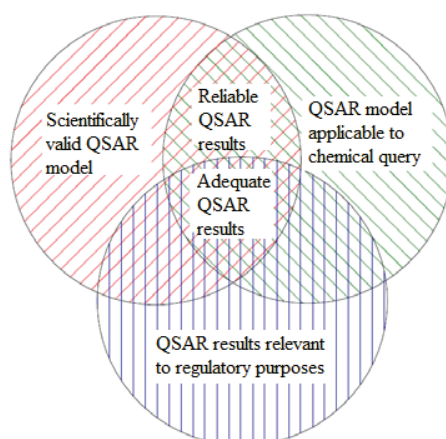 Scientifically
valid QSAR
model
Reliable
QSAR
results
QSAR model
applicable to
chemical query
Adequate
QSAR
results
QSAR results relevant
to regulatory purposes